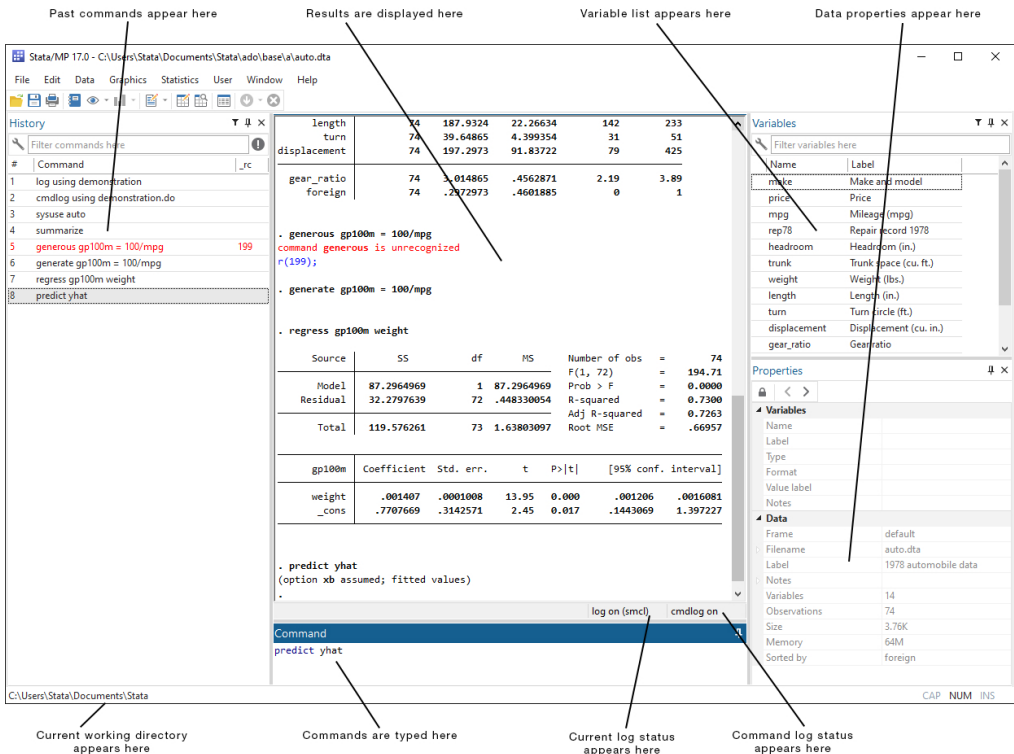 Past commands appear here
Results are displayed here
Variable list appears here
Data properties appear here
Stata/MP 17.0 - C:\Users\Stata\Documents\Stata\ado\base\a\auto.dta
File Edit Data Graphics Statistics User Window Help
History
Filter commands here
# Command _rc
1 log using demonstration
2 cmdlog using demonstration.do
3 sysuse auto
4 summarize
5 generous gp100m = 100/mpg 199
6 generate gp100m = 100/mpg
7 regress gp100m weight
8 predict yhat
length 74 187.9324 22.26634 142 233
turn 74 39.64865 4.399354 31 51
displacement 74 197.2973 91.83722 79 425
gear_ratio 74 3.014865 .4562871 2.19 3.89
foreign 74 .2972973 .4601885 0 1
. generous gp100m = 100/mpg
command generous is unrecognized
r(199);
. generate gp100m = 100/mpg
. regress gp100m weight
Source SS df MS Number of obs = 74
F(1, 72) = 194.71
Model 87.2964969 1 87.2964969 Prob > F = 0.0000
Residual 32.2797639 72 .448330054 R-squared = 0.7300
Adj R-squared = 0.7263
Total 119.576261 73 1.63803097 Root MSE = .66957
gp100m Coefficient Std. err. t P>|t| [95% conf. interval]
weight .001407 .0001008 13.95 0.000 .001206 .0016081
_cons .7707669 .3142571 2.45 0.017 .1443069 1.397227
. predict yhat
(option xb assumed; fitted values)
.
log on (smcl) cmdlog on
Command
predict yhat
Variables
Filter variables here
Name Label
make Make and model
price Price
mpg Mileage (mpg)
rep78 Repair record 1978
headroom Headroom (in.)
trunk Trunk space (cu. ft.)
weight Weight (lbs.)
length Length (in.)
turn Turn circle (ft.)
displacement Displacement (cu. in.)
gear_ratio Gear ratio
Properties
Variables
Name
Label
Type
Format
Value label
Notes
Data
Frame default
Filename auto.dta
Label 1978 automobile data
Notes
Variables 14
Observations 74
Size 3.76K
Memory 64M
Sorted by foreign
C:\Users\Stata\Documents\Stata
CAP NUM INS
Current working directory
appears here
Commands are typed here
Current log status
appears here
Command log status
appears here